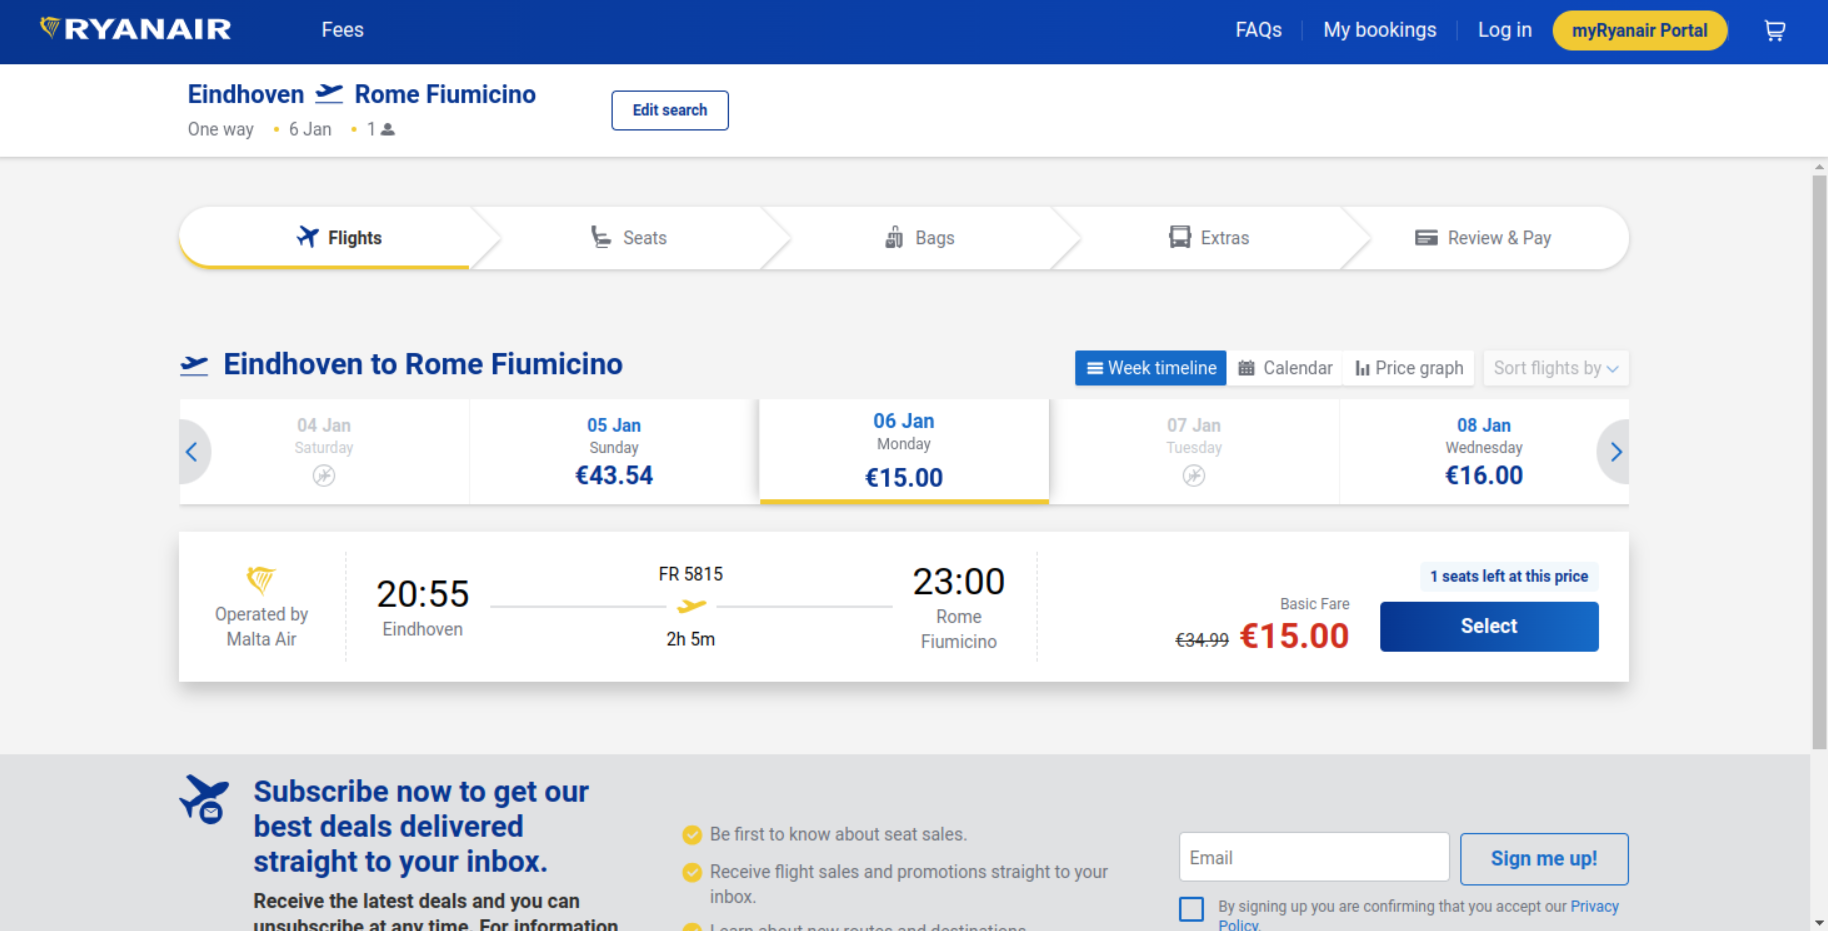 RYANAIR
Fees
FAQs
My bookings
Log in
myRyanair Portal
Eindhoven Rome Fiumicino
One way • 6 Jan • 1
Edit search
Flights
Seats
Bags
Extras
Review & Pay
Eindhoven to Rome Fiumicino
Week timeline
Calendar
Price graph
Sort flights by
04 Jan
Saturday
05 Jan
Sunday
€43.54
06 Jan
Monday
€15.00
07 Jan
Tuesday
08 Jan
Wednesday
€16.00
Operated by
Malta Air
20:55
Eindhoven
FR 5815
2h 5m
23:00
Rome
Fiumicino
Basic Fare
€34.99 €15.00
1 seats left at this price
Select
Subscribe now to get our
best deals delivered
straight to your inbox.
Receive the latest deals and you can
unsubscribe at any time. For information
Be first to know about seat sales.
Receive flight sales and promotions straight to your
inbox.
Learn about new routes and destinations
Email
Sign me up!
By signing up you are confirming that you accept our Privacy
Policy.